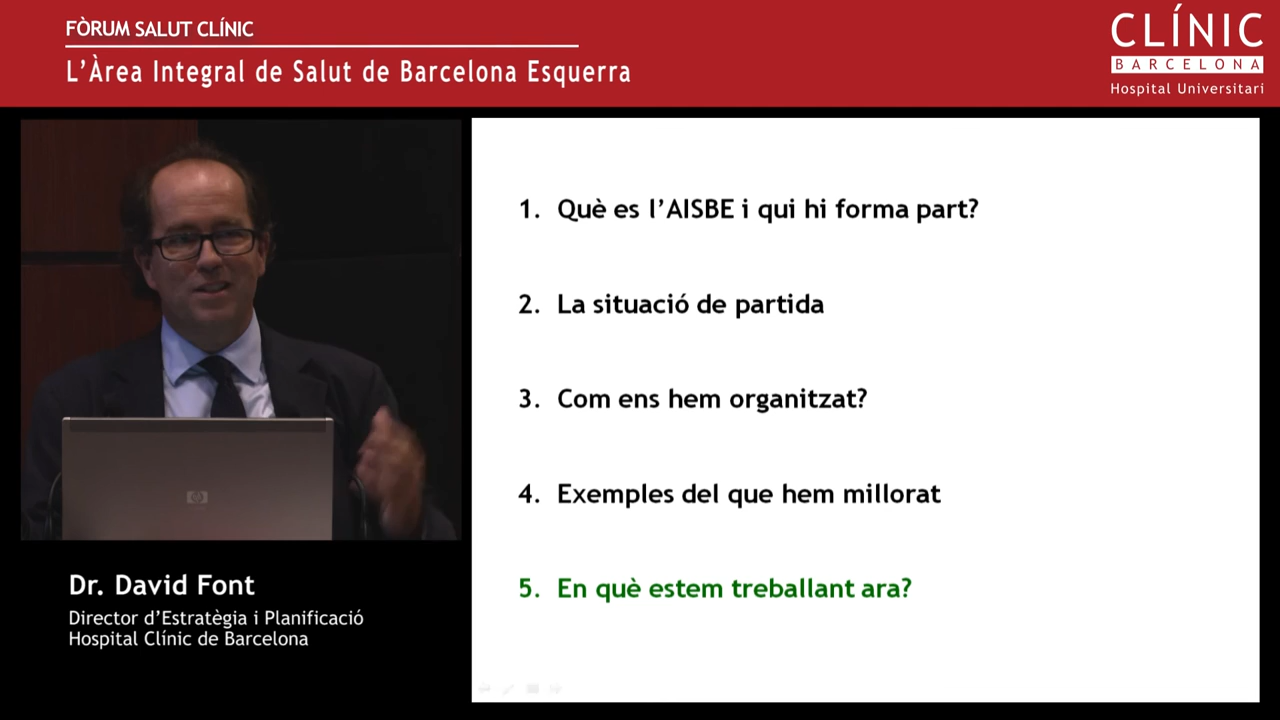 FÒRUM SALUT CLÍNIC
L’Àrea Integral de Salut de Barcelona Esquerra
CLÍNIC
BARCELONA
Hospital Universitari
1. Què es l’AISBE i qui hi forma part?
2. La situació de partida
3. Com ens hem organitzat?
4. Exemples del que hem millorat
5. En què estem treballant ara?
hp
Dr. David Font
Director d’Estratègia i Planificació
Hospital Clínic de Barcelona